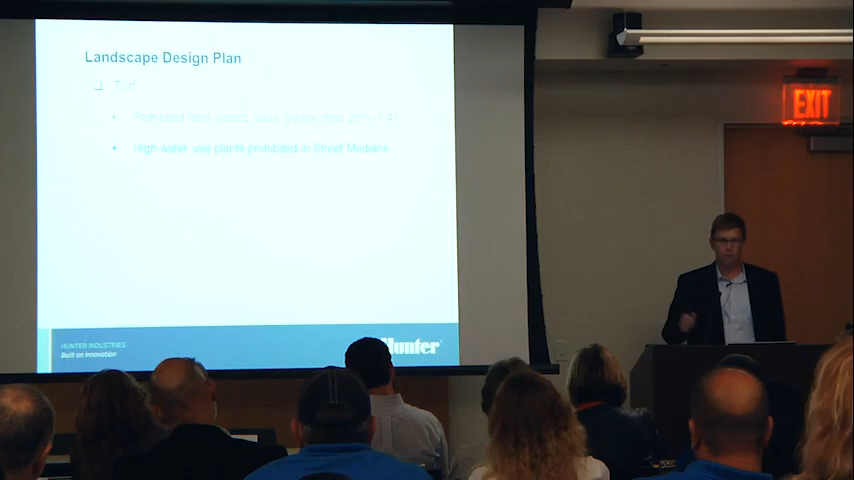 Landscape Design Plan
Turf
Prohibited from sloped areas greater than 25% (1:4)
High water use plants prohibited in Street Medians
HUNTER INDUSTRIES
Built on Innovation
Hunter
EXIT